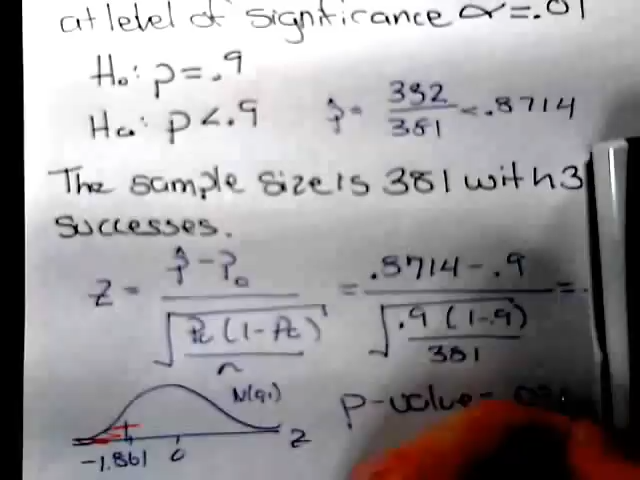 at level of significance α=.01
H₀: p=.9
Hₐ: p<.9 p̂ = 332/381 = .8714
The sample size is 381 with 3
successes.
Z = p̂-P₀ / √(P₀(1-P₀)/n) = .8714-.9 / √(.9(1-.9)/381) = -
N(0,1)
p-value=
-1.861 0 Z